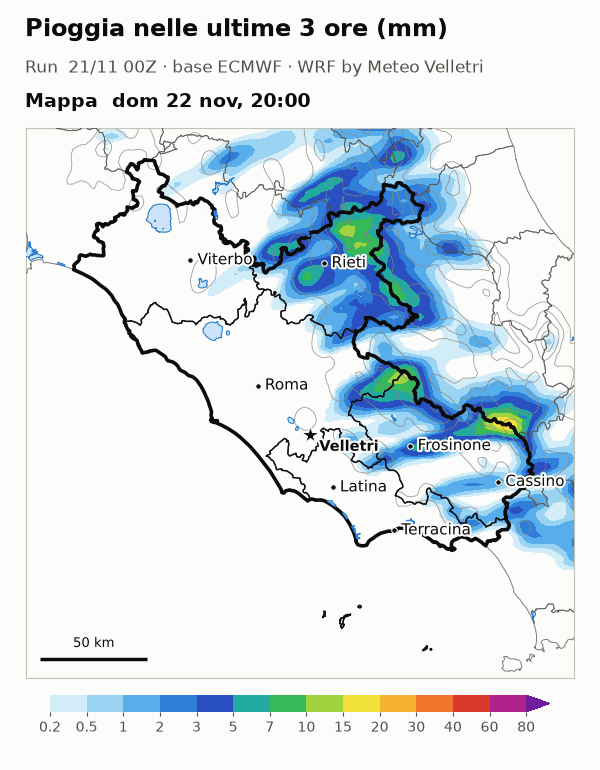 Pioggia nelle ultime 3 ore (mm)
Run  21/11 00Z · base ECMWF · WRF by Meteo Velletri
Mappa  dom 22 nov, 20:00
Viterbo
Rieti
Roma
Velletri
Frosinone
Cassino
Latina
Terracina
50 km
0.2 0.5 1 2 3 5 7 10 15 20 30 40 60 80